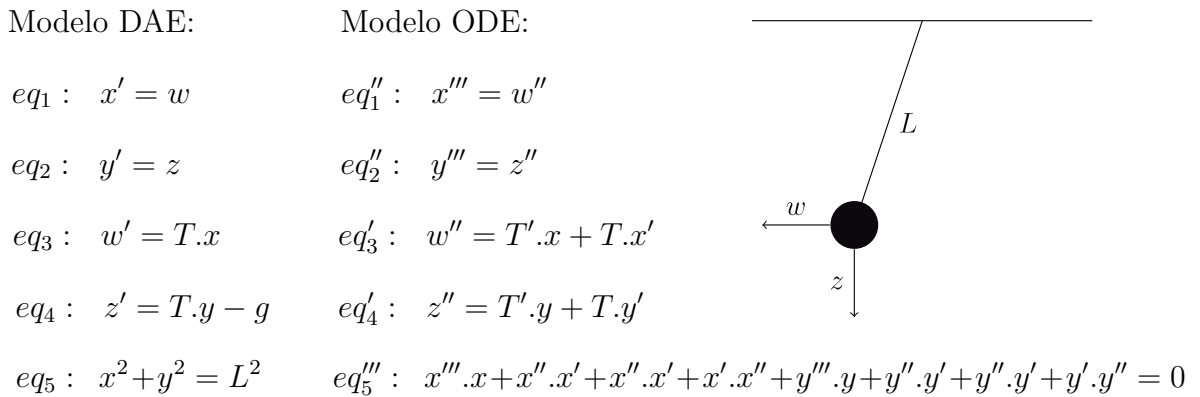 Modelo DAE: Modelo ODE:
eq₁ : x′ = w eq₁″ : x‴ = w″
eq₂ : y′ = z eq₂″ : y‴ = z″
eq₃ : w′ = T.x eq₃′ : w″ = T′.x + T.x′
eq₄ : z′ = T.y − g eq₄′ : z″ = T′.y + T.y′
eq₅ : x²+y² = L² eq₅‴ : x‴.x+x″.x′+x″.x′+x′.x″+y‴.y+y″.y′+y″.y′+y′.y″ = 0
L
w
z